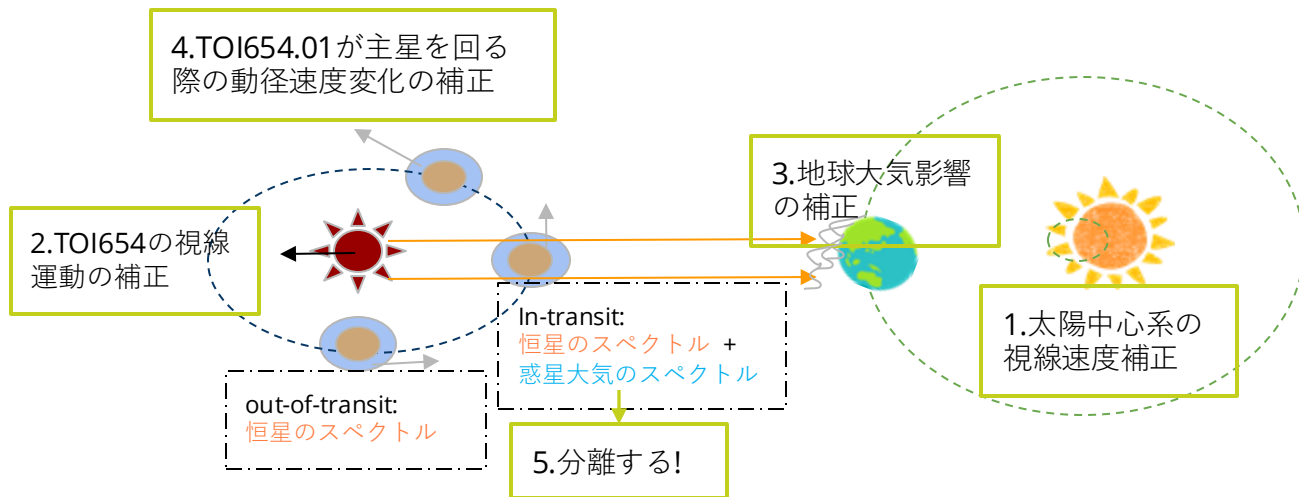 4.TOI654.01が主星を回る
際の動径速度変化の補正
3.地球大気影響
の補正
2.TOI654の視線
運動の補正
In-transit:
恒星のスペクトル +
惑星大気のスペクトル
1.太陽中心系の
視線速度補正
out-of-transit:
恒星のスペクトル
5.分離する!